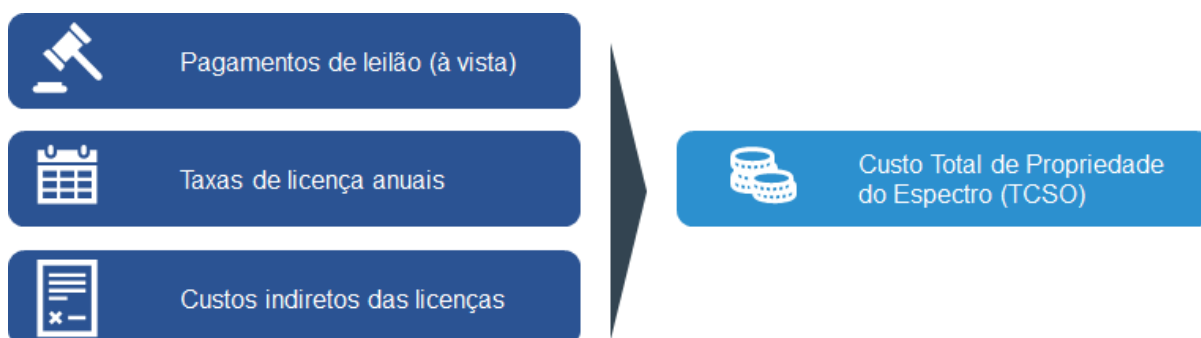 Pagamentos de leilão (à vista)
Taxas de licença anuais
Custos indiretos das licenças
Custo Total de Propriedade
do Espectro (TCSO)